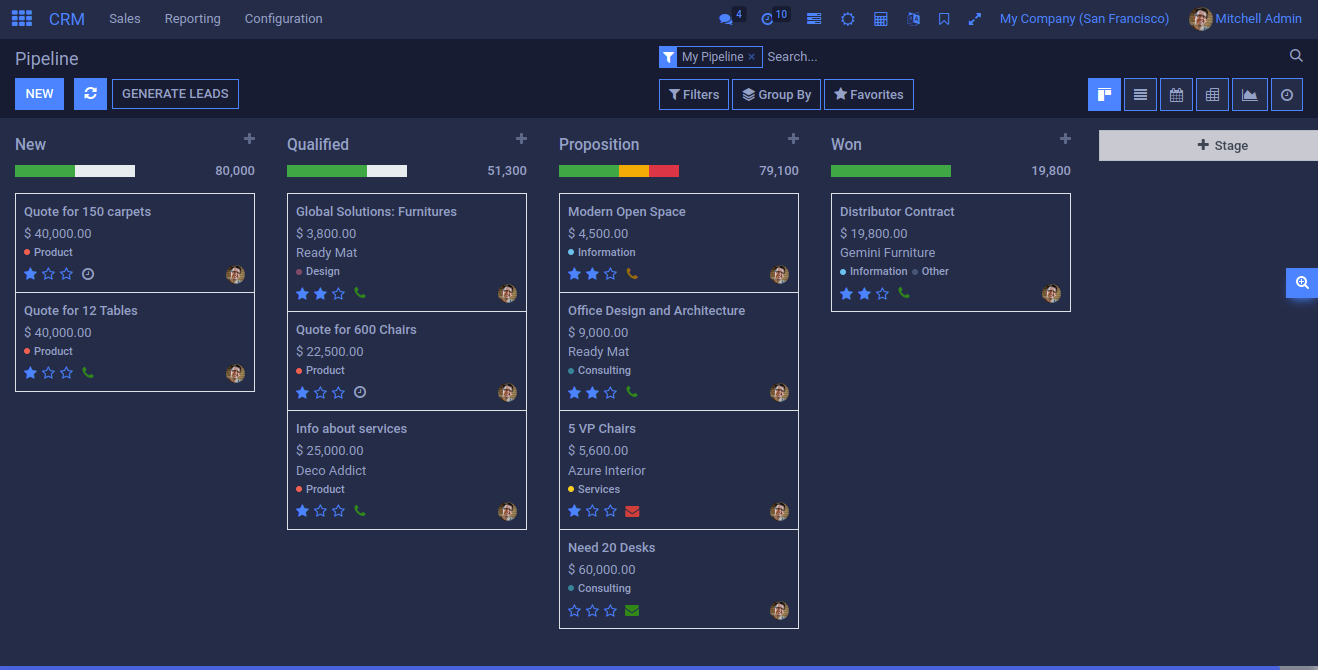 CRM Sales Reporting Configuration 4 10 My Company (San Francisco) Mitchell Admin
Pipeline
My Pipeline × Search...
NEW GENERATE LEADS Filters Group By Favorites
New
80,000
Quote for 150 carpets
$ 40,000.00
Product
Quote for 12 Tables
$ 40,000.00
Product
Qualified
51,300
Global Solutions: Furnitures
$ 3,800.00
Ready Mat
Design
Quote for 600 Chairs
$ 22,500.00
Product
Info about services
$ 25,000.00
Deco Addict
Product
Proposition
79,100
Modern Open Space
$ 4,500.00
Information
Office Design and Architecture
$ 9,000.00
Ready Mat
Consulting
5 VP Chairs
$ 5,600.00
Azure Interior
Services
Need 20 Desks
$ 60,000.00
Consulting
Won
19,800
Distributor Contract
$ 19,800.00
Gemini Furniture
Information Other
Stage